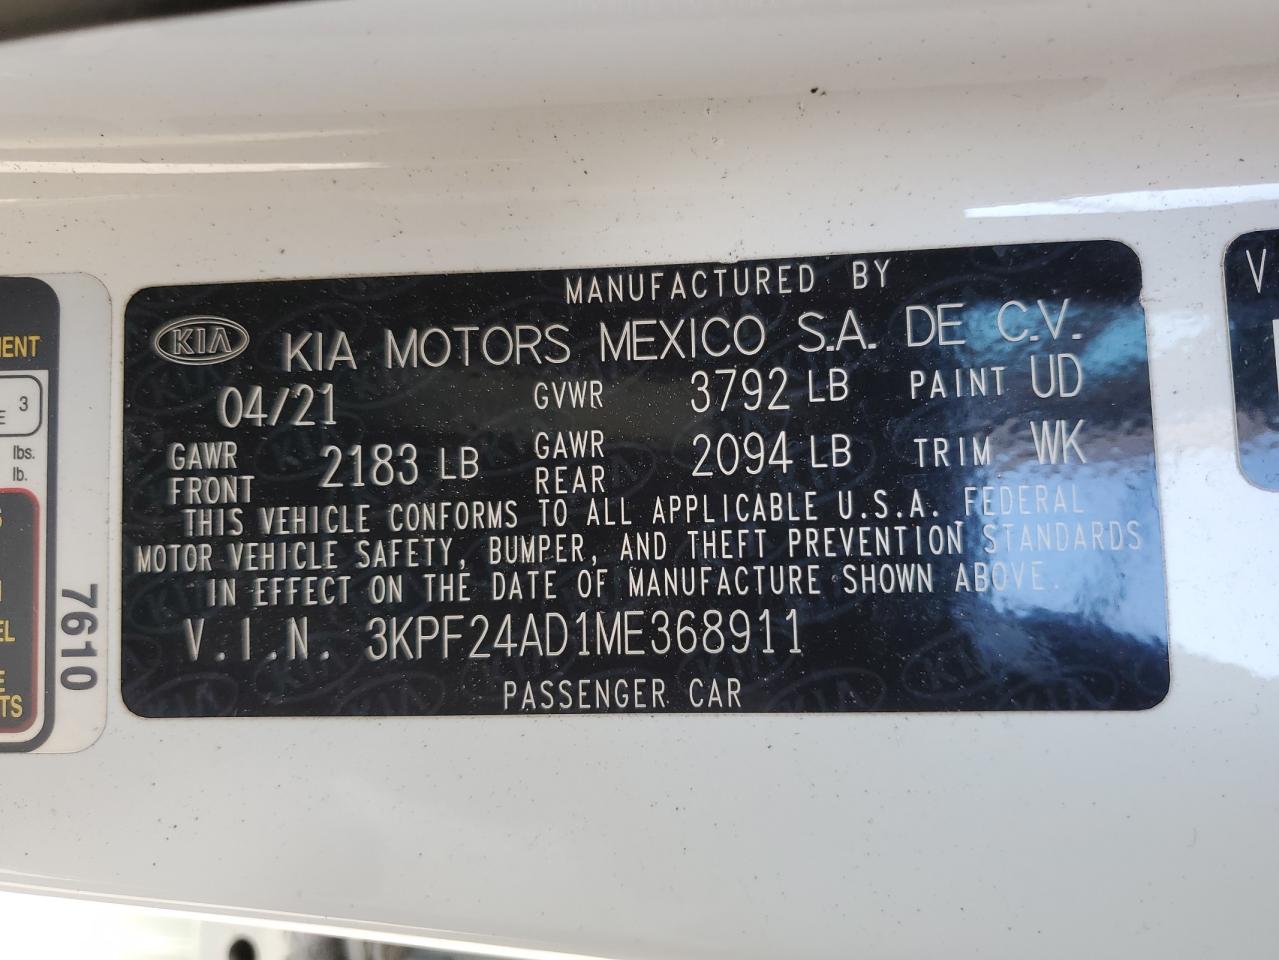 MANUFACTURED BY
KIA KIA MOTORS MEXICO S.A. DE C.V.
04/21 GVWR 3792 LB PAINT UD
GAWR FRONT 2183 LB GAWR REAR 2094 LB TRIM WK
THIS VEHICLE CONFORMS TO ALL APPLICABLE U.S.A. FEDERAL
MOTOR VEHICLE SAFETY, BUMPER, AND THEFT PREVENTION STANDARDS
IN EFFECT ON THE DATE OF MANUFACTURE SHOWN ABOVE.
V.I.N. 3KPF24AD1ME368911
PASSENGER CAR
3
lbs.
lb.
7610
V